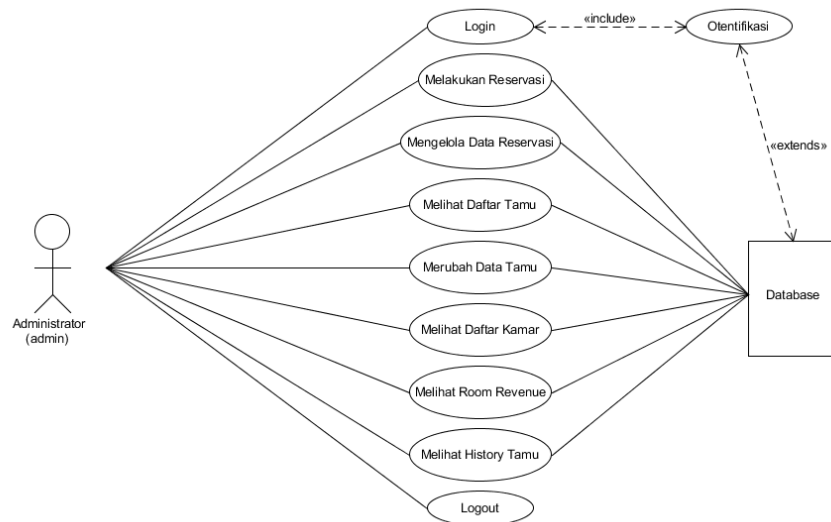 Login
«include»
Otentifikasi
Melakukan Reservasi
Mengelola Data Reservasi
«extends»
Melihat Daftar Tamu
Merubah Data Tamu
Database
Administrator
(admin)
Melihat Daftar Kamar
Melihat Room Revenue
Melihat History Tamu
Logout